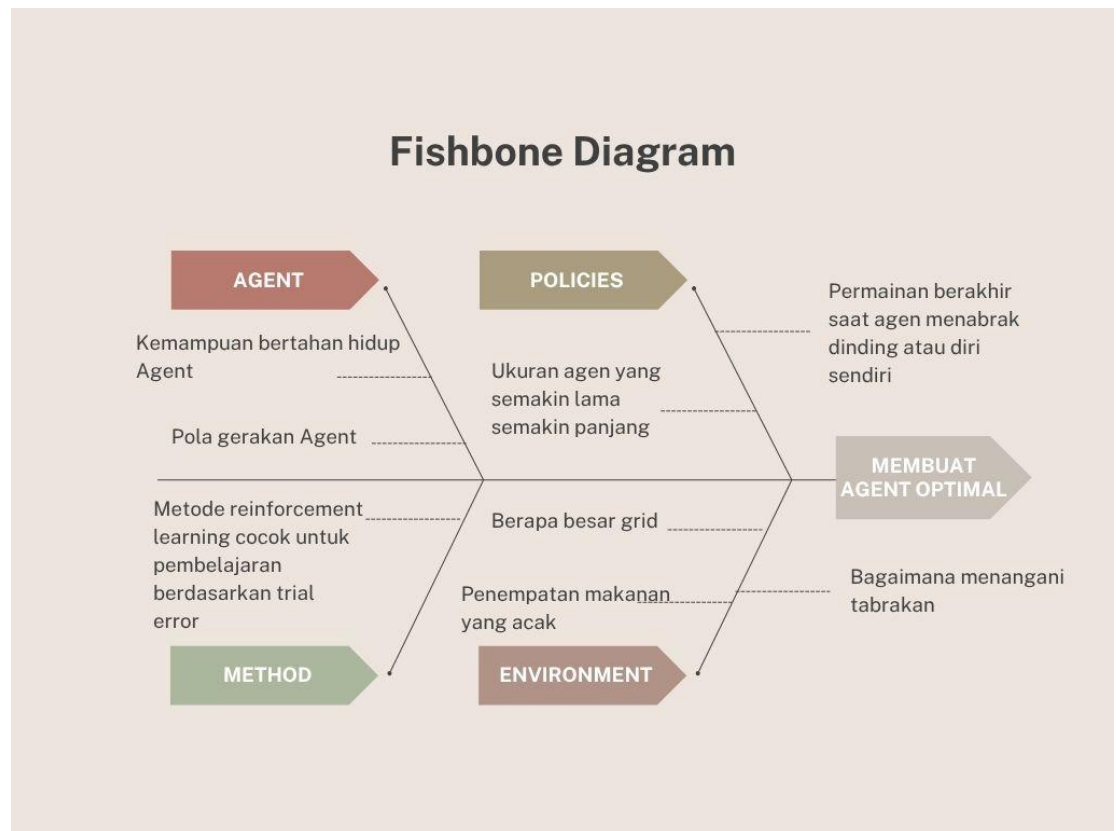 Fishbone Diagram
AGENT
Kemampuan bertahan hidup
Agent
Pola gerakan Agent
POLICIES
Ukuran agen yang
semakin lama
semakin panjang
Permainan berakhir
saat agen menabrak
dinding atau diri
sendiri
MEMBUAT
AGENT OPTIMAL
Metode reinforcement
learning cocok untuk
pembelajaran
berdasarkan trial
error
METHOD
Berapa besar grid
Penempatan makanan
yang acak
ENVIRONMENT
Bagaimana menangani
tabrakan